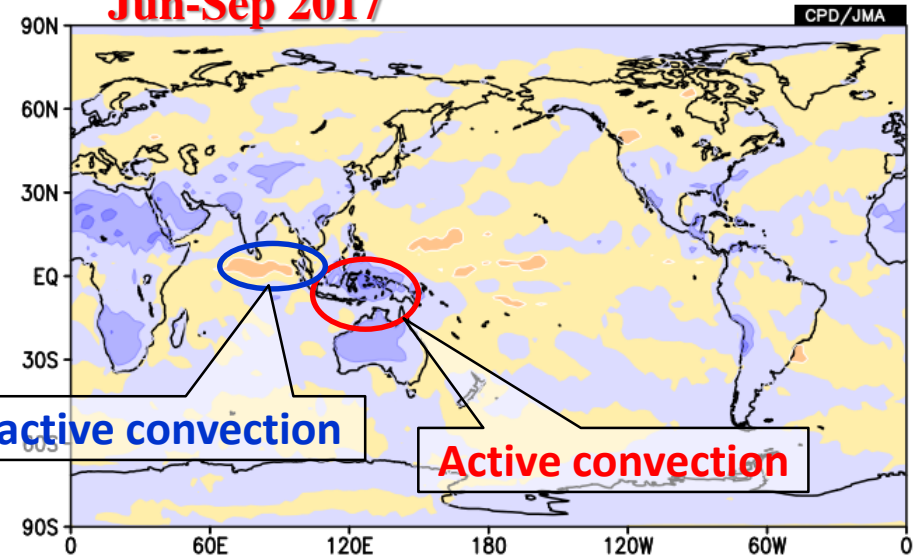 Jun-Sep 2017
CPD/JMA
90N
60N
30N
EQ
30S
60S
90S
active convection
Active convection
0 60E 120E 180 120W 60W 0